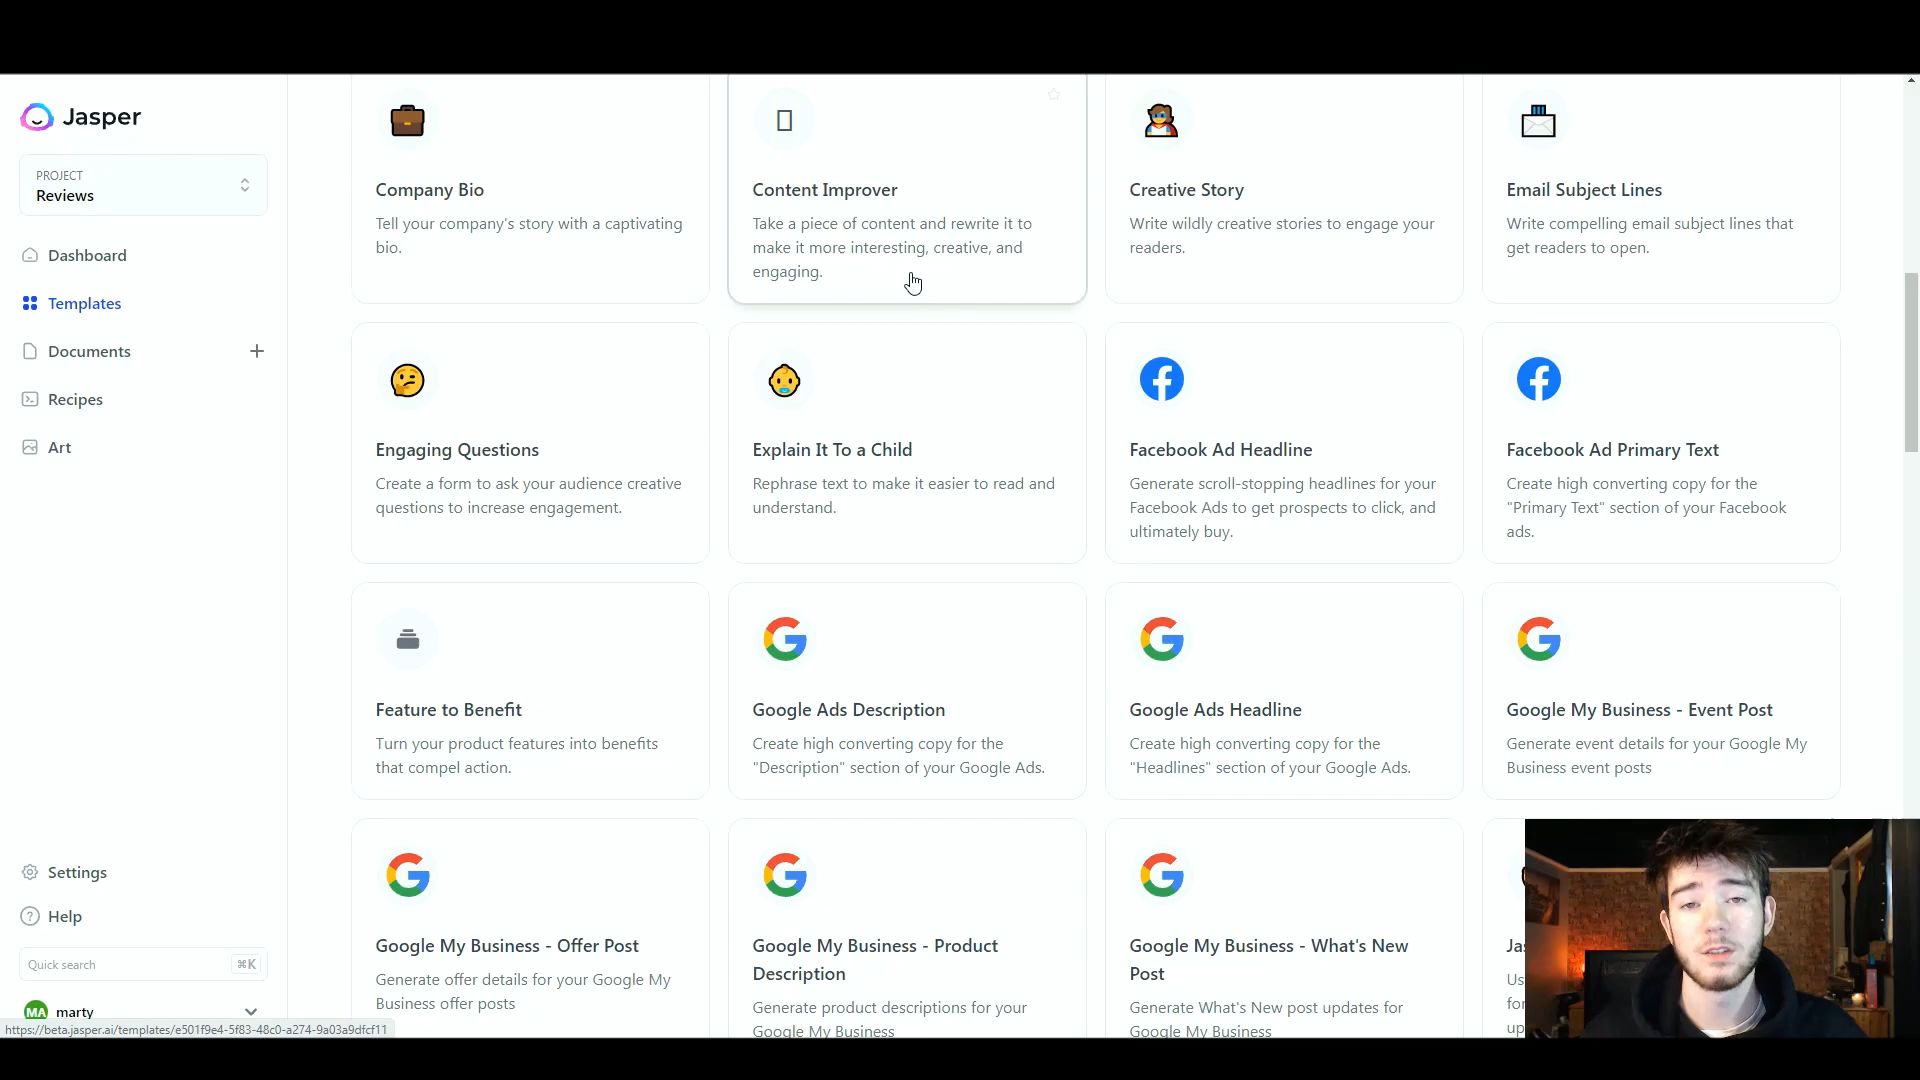 Jasper
PROJECT
Reviews
Dashboard
Templates
Documents
Recipes
Art
Settings
Help
Quick search
⌘K
MA marty
https://beta.jasper.ai/templates/e501f9e4-5f83-48c0-a274-9a03a9dfcf11
Company Bio
Tell your company's story with a captivating
bio.
Content Improver
Take a piece of content and rewrite it to
make it more interesting, creative, and
engaging.
Creative Story
Write wildly creative stories to engage your
readers.
Email Subject Lines
Write compelling email subject lines that
get readers to open.
Engaging Questions
Create a form to ask your audience creative
questions to increase engagement.
Explain It To a Child
Rephrase text to make it easier to read and
understand.
Facebook Ad Headline
Generate scroll-stopping headlines for your
Facebook Ads to get prospects to click, and
ultimately buy.
Facebook Ad Primary Text
Create high converting copy for the
"Primary Text" section of your Facebook
ads.
Feature to Benefit
Turn your product features into benefits
that compel action.
Google Ads Description
Create high converting copy for the
"Description" section of your Google Ads.
Google Ads Headline
Create high converting copy for the
"Headlines" section of your Google Ads.
Google My Business - Event Post
Generate event details for your Google My
Business event posts
Google My Business - Offer Post
Generate offer details for your Google My
Business offer posts
Google My Business - Product
Description
Generate product descriptions for your
Google My Business
Google My Business - What's New
Post
Generate What's New post updates for
Google My Business